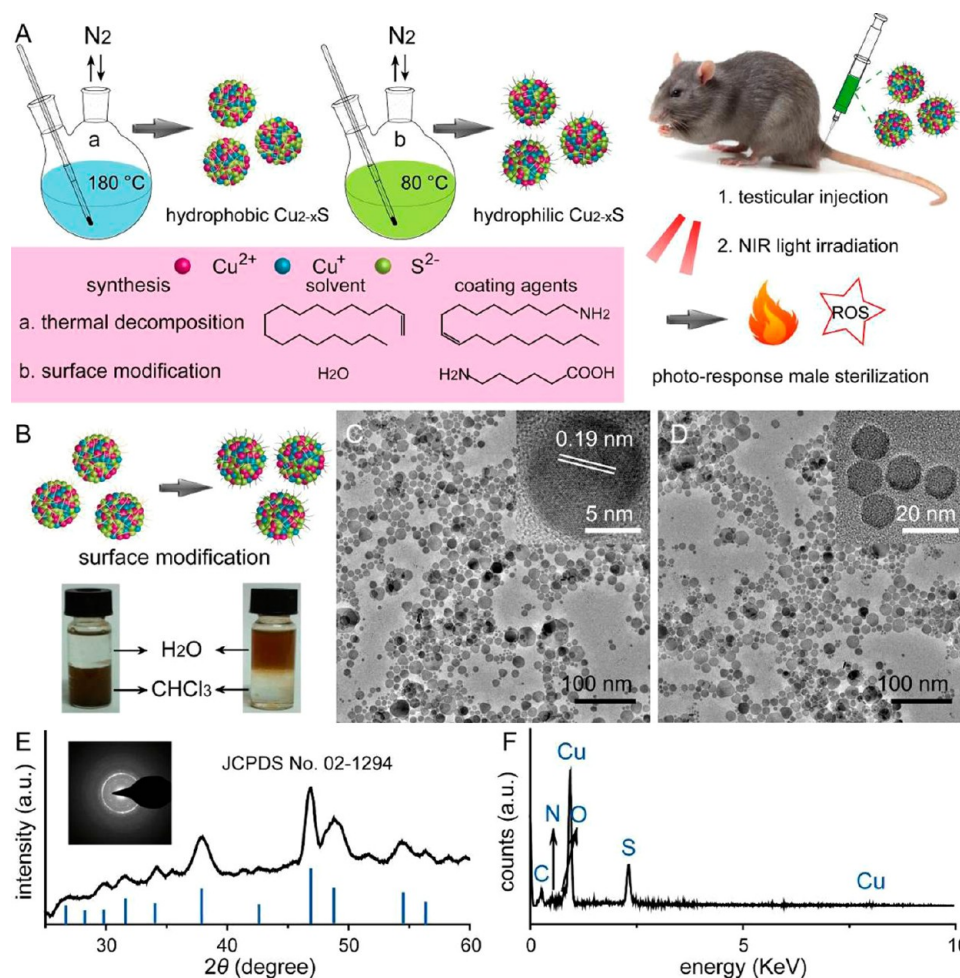 A
N2
N2
a
b
180 °C
80 °C
hydrophobic Cu2-xS
hydrophilic Cu2-xS
1. testicular injection
2. NIR light irradiation
ROS
photo-response male sterilization
Cu2+
Cu+
S2-
synthesis
solvent
coating agents
a. thermal decomposition
NH2
b. surface modification
H2O
H2N
COOH
B
surface modification
H2O
CHCl3
C
0.19 nm
5 nm
100 nm
D
20 nm
100 nm
E
JCPDS No. 02-1294
intensity (a.u.)
30 40 50 60
2θ (degree)
F
Cu
N
O
C
S
Cu
counts (a.u.)
0 5 10
energy (KeV)